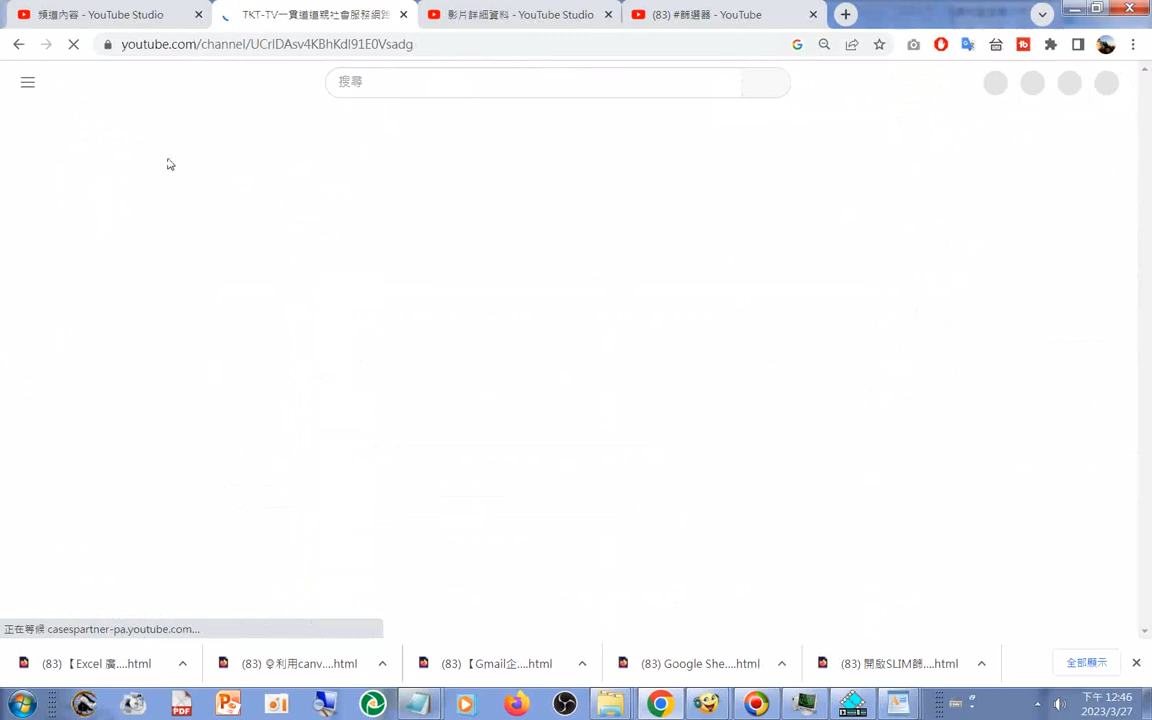 頻道內容 - YouTube Studio
TKT-TV一貫道道親社會服務網路
影片詳細資料 - YouTube Studio
(83) #篩選器 - YouTube
youtube.com/channel/UCrIDAsv4KBhKdl91E0Vsadg
搜尋
正在等候 casespartner-pa.youtube.com...
(83)【Excel 廣....html
(83) 利用canv....html
(83)【Gmail企....html
(83) Google She....html
(83) 開啟SLIM篩....html
全部顯示
下午 12:46
2023/3/27